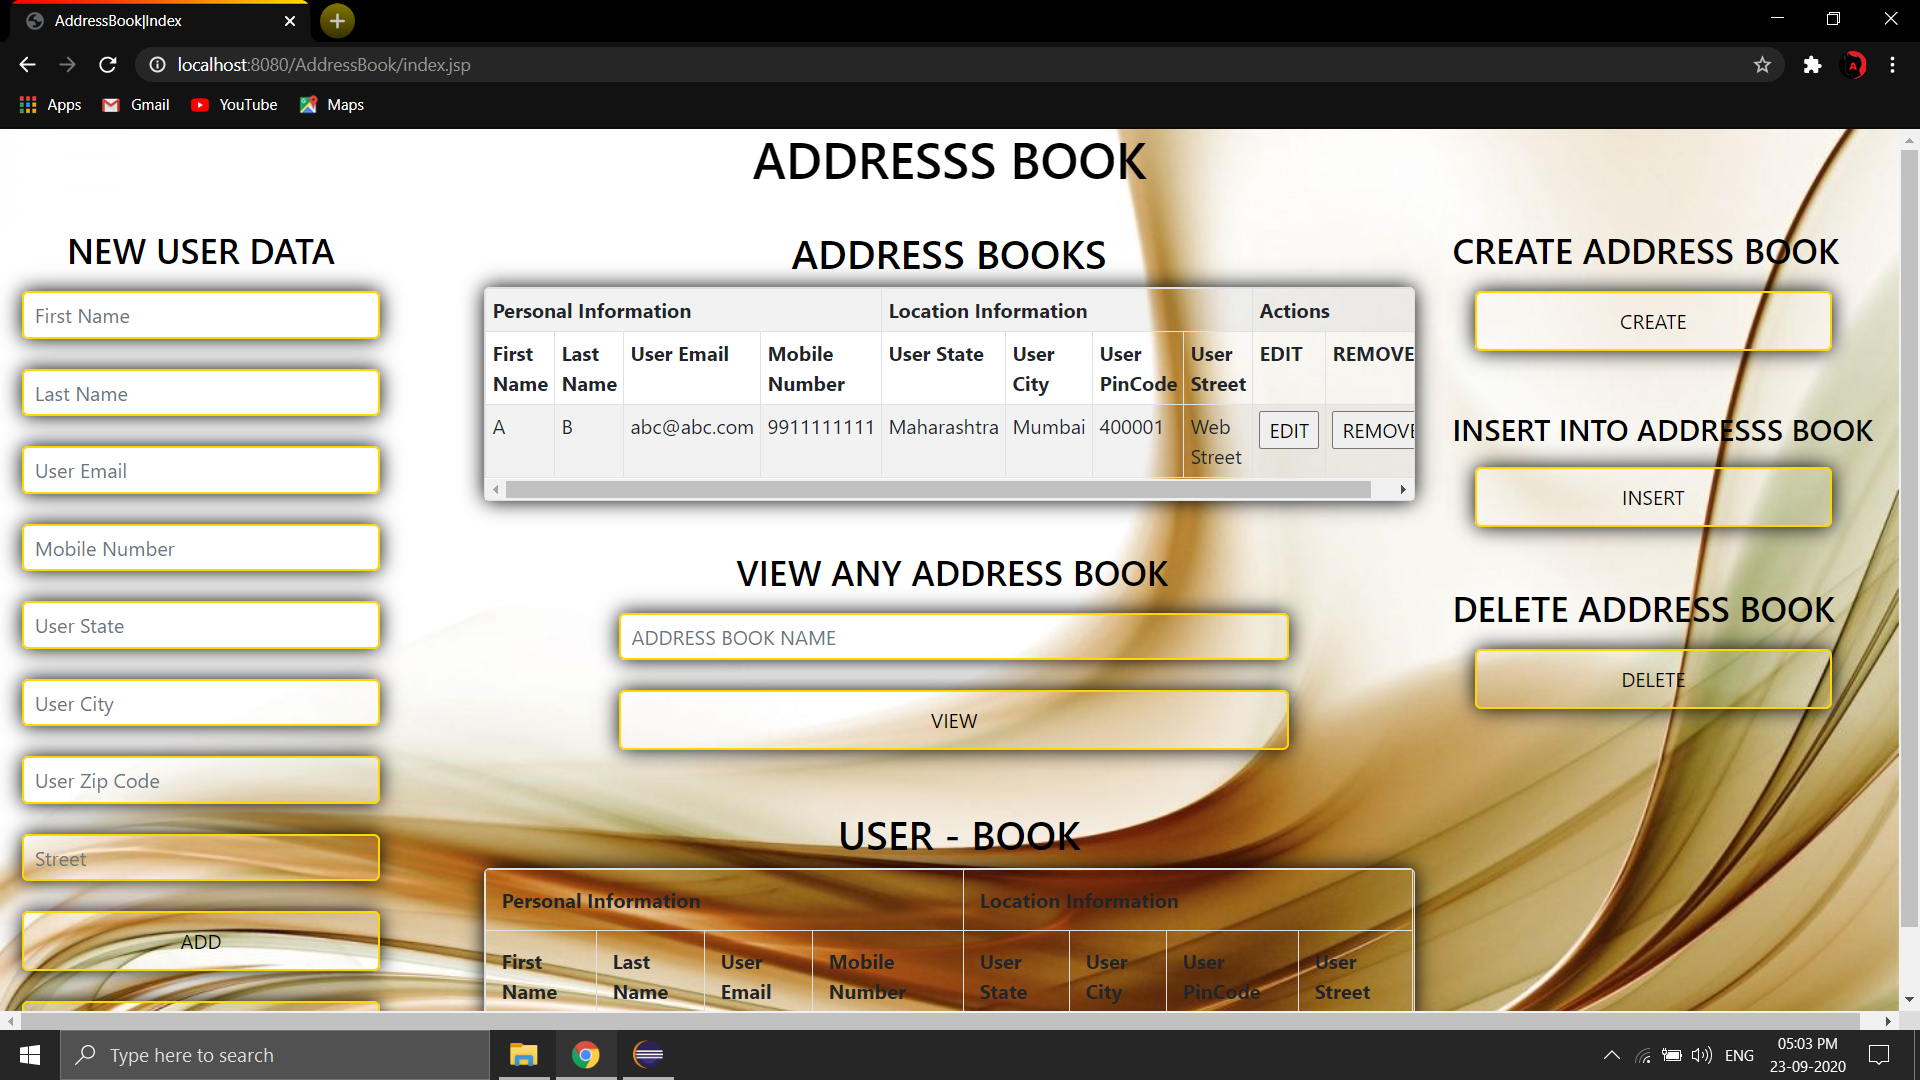 AddressBook|Index
localhost:8080/AddressBook/index.jsp
Apps Gmail YouTube Maps
ADDRESSS BOOK
NEW USER DATA
First Name
Last Name
User Email
Mobile Number
User State
User City
User Zip Code
Street
ADD
ADDRESS BOOKS
Personal Information Location Information Actions
First Name Last Name User Email Mobile Number User State User City User PinCode User Street EDIT REMOVE
A B abc@abc.com 9911111111 Maharashtra Mumbai 400001 Web Street EDIT REMOVE
VIEW ANY ADDRESS BOOK
ADDRESS BOOK NAME
VIEW
USER - BOOK
Personal Information Location Information
First Name Last Name User Email Mobile Number User State User City User PinCode User Street
CREATE ADDRESS BOOK
CREATE
INSERT INTO ADDRESSS BOOK
INSERT
DELETE ADDRESS BOOK
DELETE
Type here to search
ENG
05:03 PM
23-09-2020